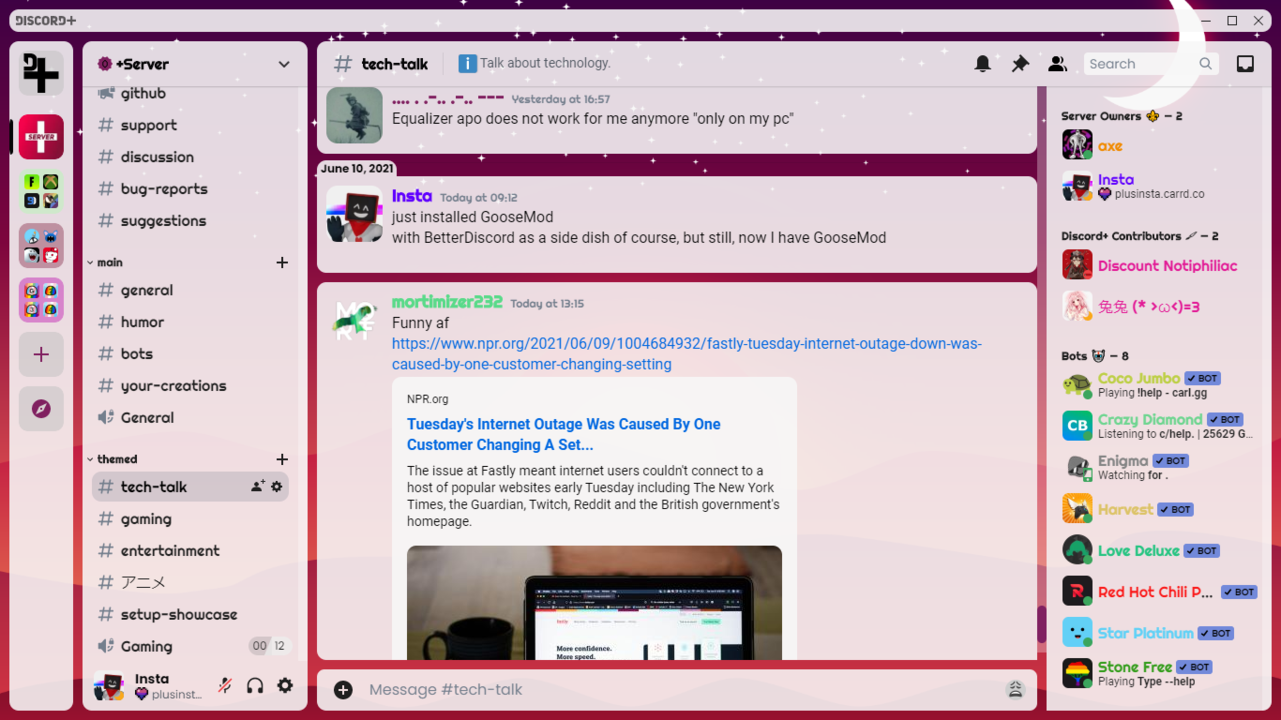 DISCORD+
+Server
github
support
discussion
bug-reports
suggestions
main
general
humor
bots
your-creations
General
themed
tech-talk
gaming
entertainment
アニメ
setup-showcase
Gaming 00 12
Insta
plusinst...
SERVER
tech-talk
Talk about technology.
Search
Yesterday at 16:57
Equalizer apo does not work for me anymore "only on my pc"
June 10, 2021
Insta Today at 09:12
just installed GooseMod
with BetterDiscord as a side dish of course, but still, now I have GooseMod
mortimizer232 Today at 13:15
Funny af
https://www.npr.org/2021/06/09/1004684932/fastly-tuesday-internet-outage-down-was-
caused-by-one-customer-changing-setting
NPR.org
Tuesday's Internet Outage Was Caused By One
Customer Changing A Set...
The issue at Fastly meant internet users couldn't connect to a
host of popular websites early Tuesday including The New York
Times, the Guardian, Twitch, Reddit and the British government's
homepage.
More confidence.
More speed.
Message #tech-talk
Server Owners — 2
axe
Insta
plusinsta.carrd.co
Discord+ Contributors — 2
Discount Notiphiliac
兔兔 (* >ω<)=3
Bots — 8
Coco Jumbo ✓ BOT
Playing !help - carl.gg
CB
Crazy Diamond ✓ BOT
Listening to c/help. | 25629 G...
Enigma ✓ BOT
Watching for .
Harvest ✓ BOT
Love Deluxe ✓ BOT
Red Hot Chili P... ✓ BOT
Star Platinum ✓ BOT
Stone Free ✓ BOT
Playing Type --help